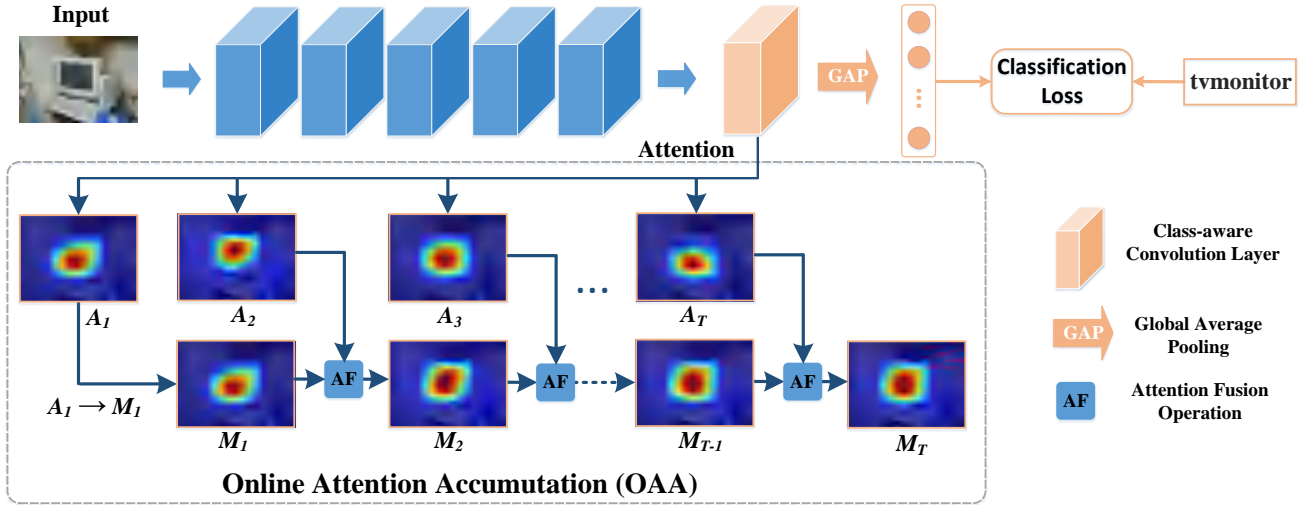 Input
GAP
Classification
Loss
tvmonitor
Attention
A1
A2
A3
...
AT
Class-aware
Convolution Layer
GAP
Global Average
Pooling
AF
AF
AF
AF
Attention Fusion
Operation
A1 → M1
M1
M2
MT-1
MT
Online Attention Accumutation (OAA)